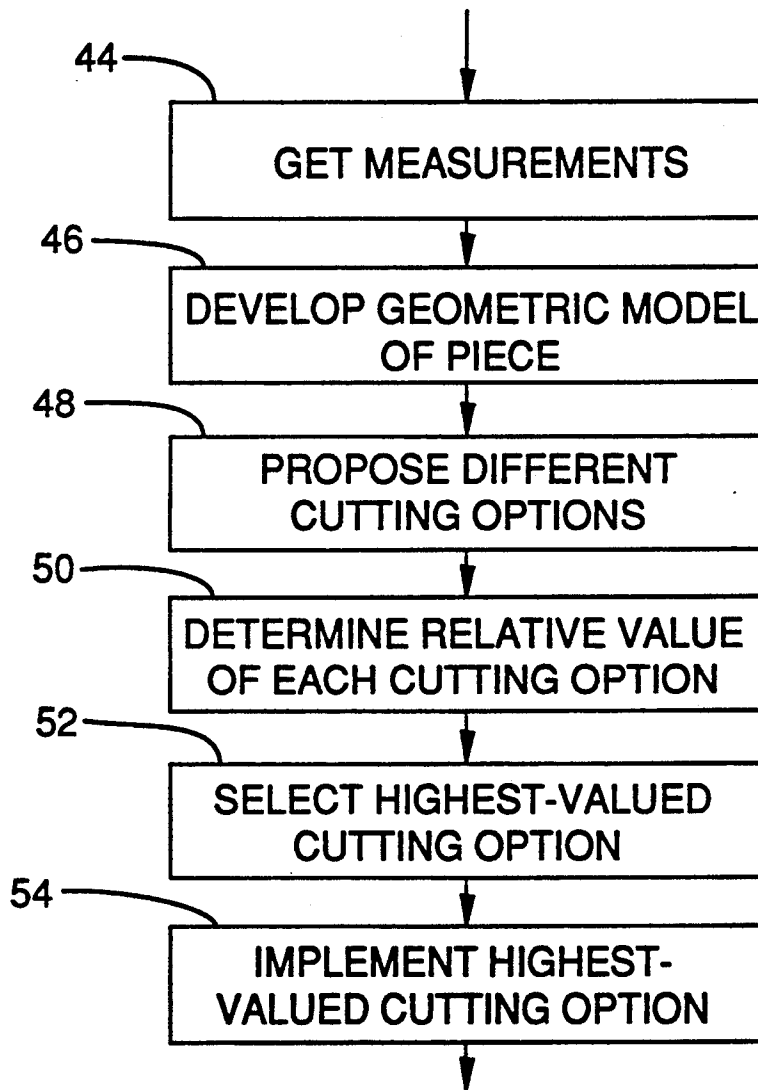 44
GET MEASUREMENTS
46
DEVELOP GEOMETRIC MODEL
OF PIECE
48
PROPOSE DIFFERENT
CUTTING OPTIONS
50
DETERMINE RELATIVE VALUE
OF EACH CUTTING OPTION
52
SELECT HIGHEST-VALUED
CUTTING OPTION
54
IMPLEMENT HIGHEST-
VALUED CUTTING OPTION